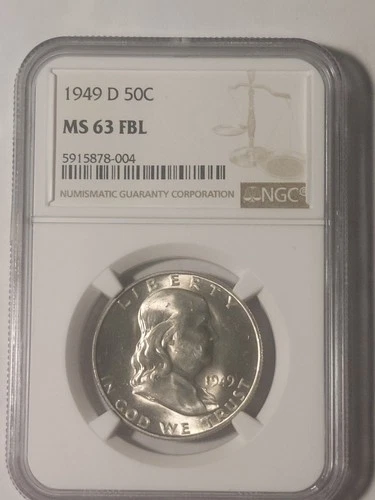 1949 D 50C
MS 63 FBL
5915878-004
NUMISMATIC GUARANTY CORPORATION
NGC
LIBERTY
1949
IN GOD WE TRUST